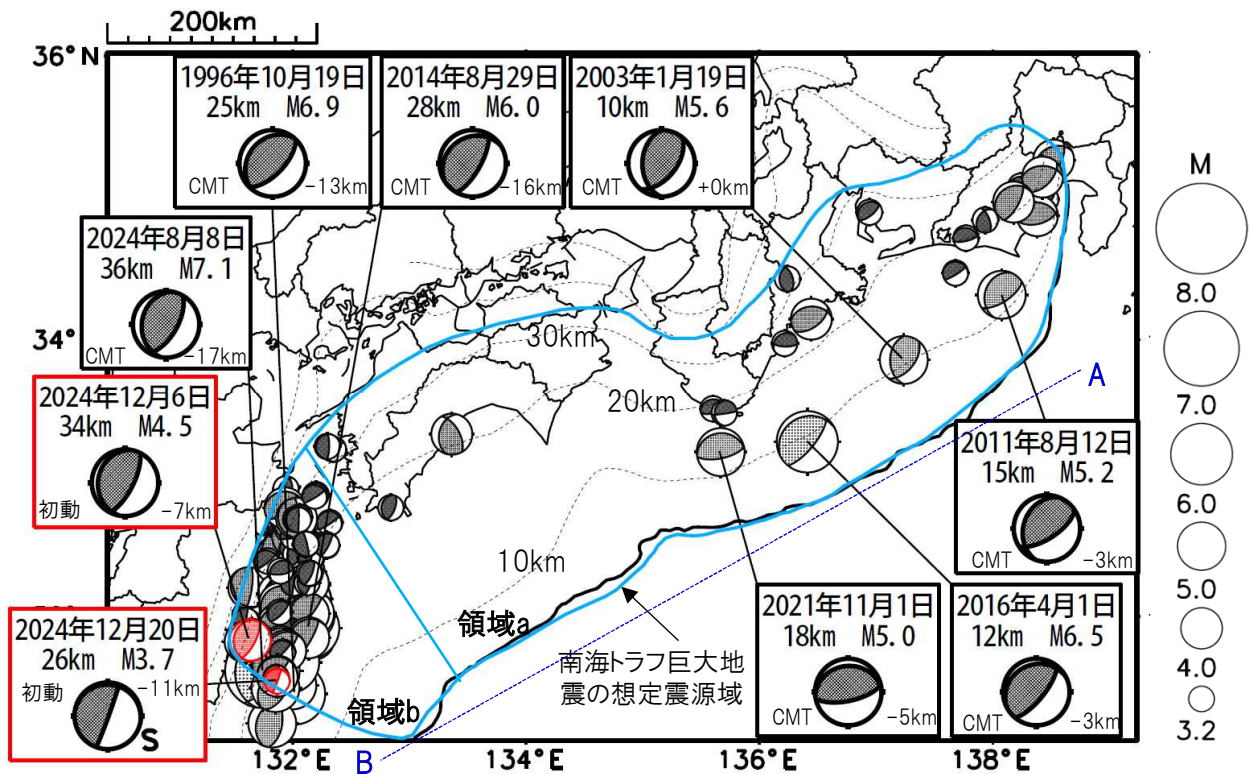 200km
36°N
1996年10月19日
25km M6.9
CMT
-13km
2014年8月29日
28km M6.0
CMT
-16km
2003年1月19日
10km M5.6
CMT
+0km
M
8.0
7.0
6.0
5.0
4.0
3.2
2024年8月8日
36km M7.1
CMT
-17km
34°
30km
20km
10km
A
2024年12月6日
34km M4.5
初動
-7km
2011年8月12日
15km M5.2
CMT
-3km
領域a
南海トラフ巨大地
震の想定震源域
2021年11月1日
18km M5.0
CMT
-5km
2016年4月1日
12km M6.5
CMT
-3km
2024年12月20日
26km M3.7
初動
-11km
S
領域b
B
132°E
134°E
136°E
138°E